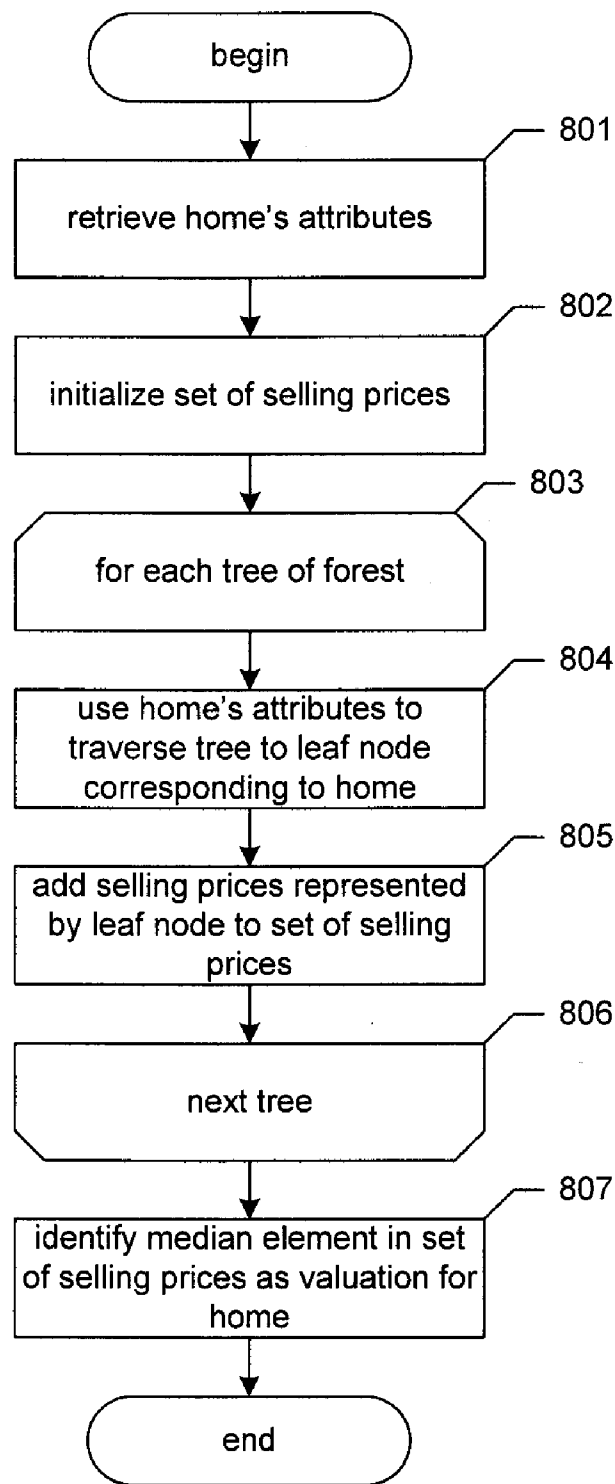 begin
801
retrieve home's attributes
802
initialize set of selling prices
803
for each tree of forest
804
use home's attributes to
traverse tree to leaf node
corresponding to home
805
add selling prices represented
by leaf node to set of selling
prices
806
next tree
807
identify median element in set
of selling prices as valuation for
home
end